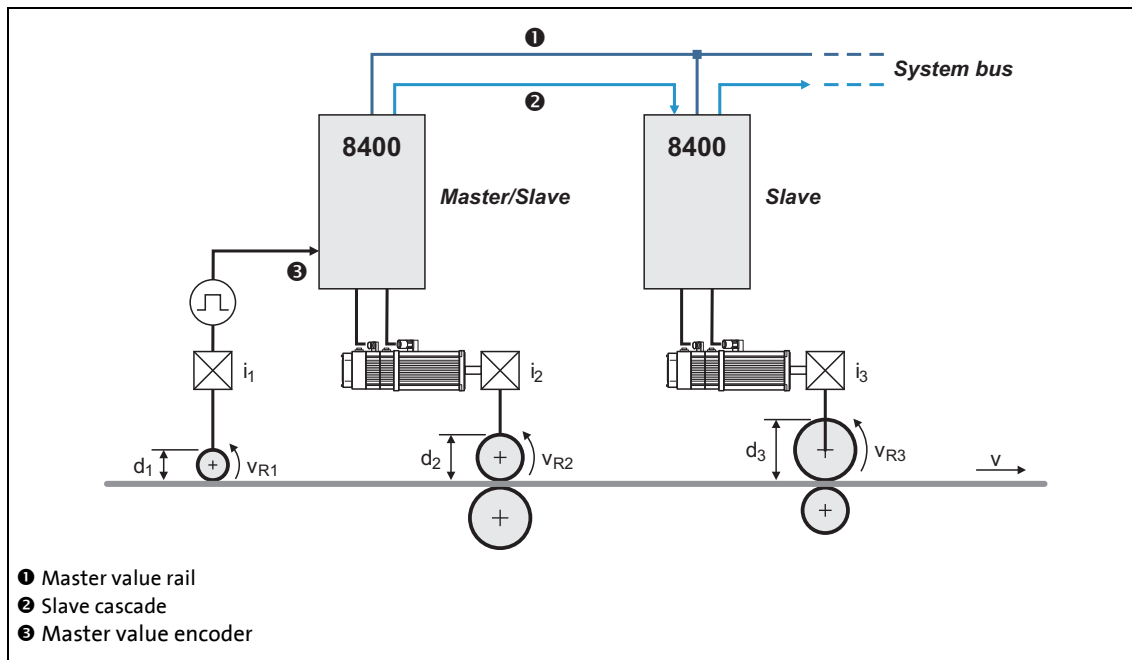 ❶
System bus
❷
8400
8400
Master/Slave
Slave
❸
i1
i2
i3
d1
vR1
d2
vR2
d3
vR3
v
❶ Master value rail
❷ Slave cascade
❸ Master value encoder